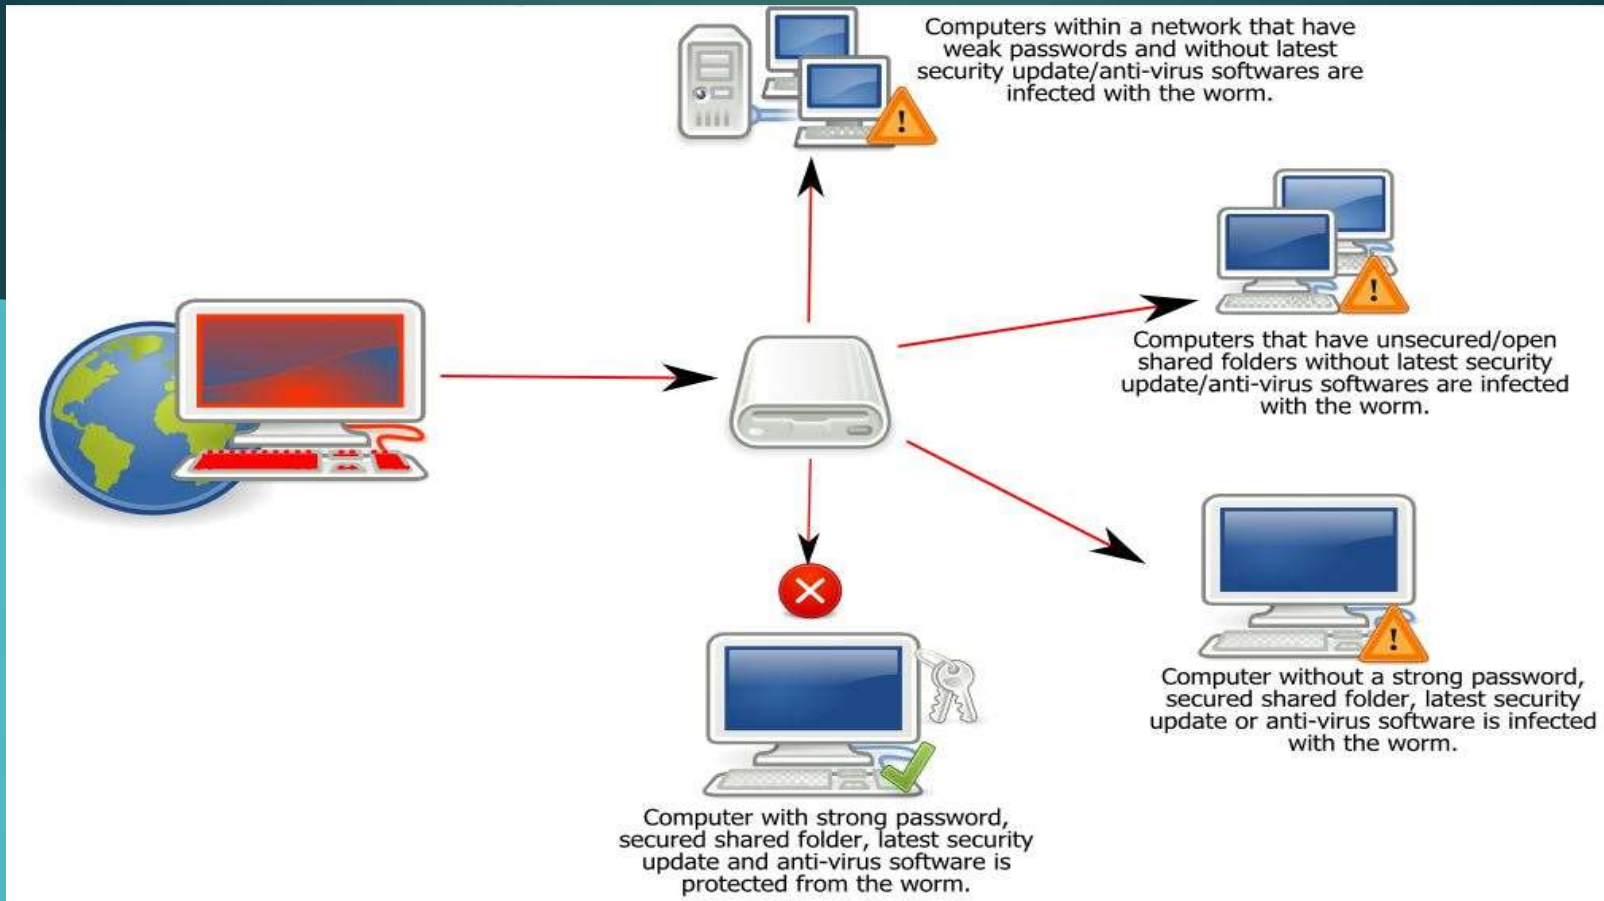 Computers within a network that have
weak passwords and without latest
security update/anti-virus softwares are
infected with the worm.
Computers that have unsecured/open
shared folders without latest security
update/anti-virus softwares are infected
with the worm.
Computer without a strong password,
secured shared folder, latest security
update or anti-virus software is infected
with the worm.
Computer with strong password,
secured shared folder, latest security
update and anti-virus software is
protected from the worm.